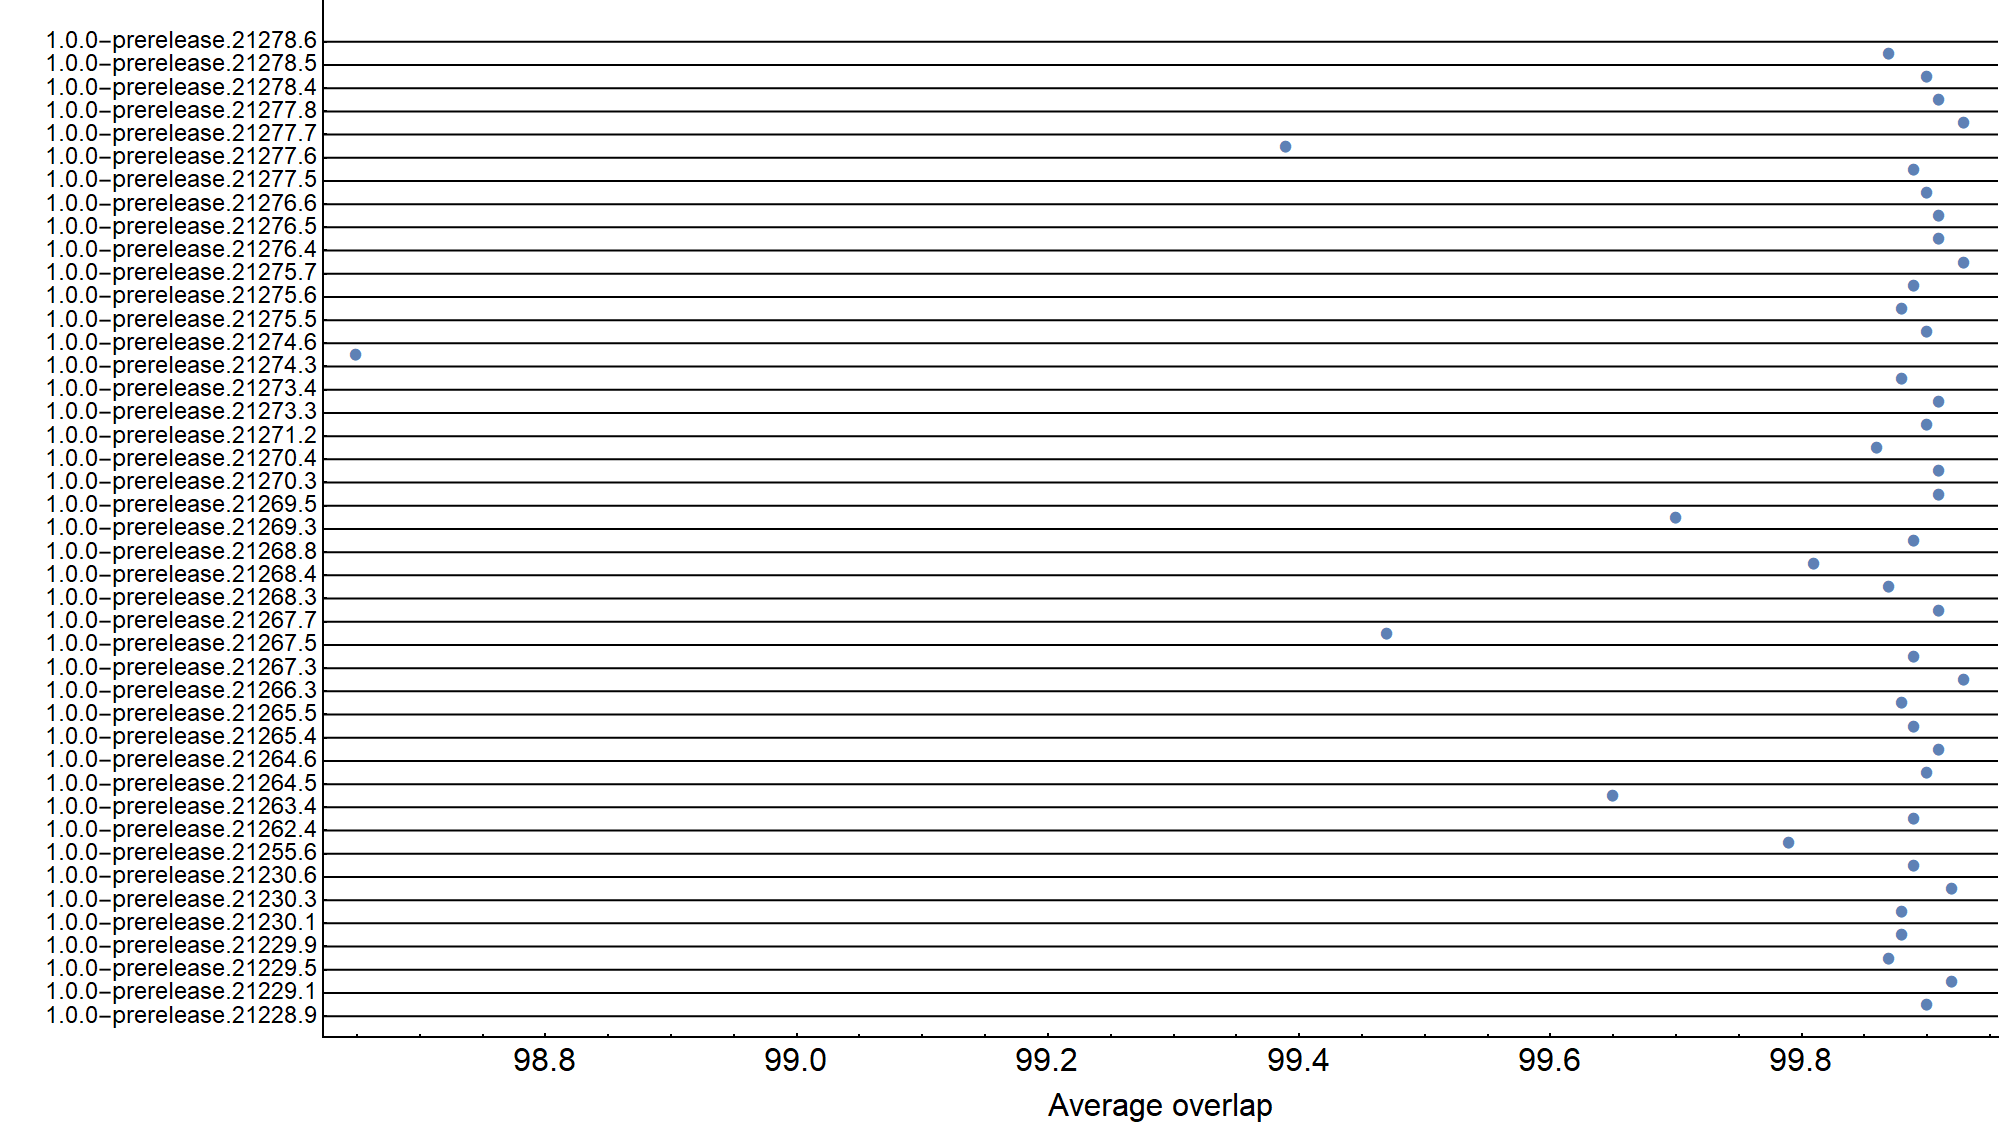 1.0.0−prerelease.21278.6
1.0.0−prerelease.21278.5
1.0.0−prerelease.21278.4
1.0.0−prerelease.21277.8
1.0.0−prerelease.21277.7
1.0.0−prerelease.21277.6
1.0.0−prerelease.21277.5
1.0.0−prerelease.21276.6
1.0.0−prerelease.21276.5
1.0.0−prerelease.21276.4
1.0.0−prerelease.21275.7
1.0.0−prerelease.21275.6
1.0.0−prerelease.21275.5
1.0.0−prerelease.21274.6
1.0.0−prerelease.21274.3
1.0.0−prerelease.21273.4
1.0.0−prerelease.21273.3
1.0.0−prerelease.21271.2
1.0.0−prerelease.21270.4
1.0.0−prerelease.21270.3
1.0.0−prerelease.21269.5
1.0.0−prerelease.21269.3
1.0.0−prerelease.21268.8
1.0.0−prerelease.21268.4
1.0.0−prerelease.21268.3
1.0.0−prerelease.21267.7
1.0.0−prerelease.21267.5
1.0.0−prerelease.21267.3
1.0.0−prerelease.21266.3
1.0.0−prerelease.21265.5
1.0.0−prerelease.21265.4
1.0.0−prerelease.21264.6
1.0.0−prerelease.21264.5
1.0.0−prerelease.21263.4
1.0.0−prerelease.21262.4
1.0.0−prerelease.21255.6
1.0.0−prerelease.21230.6
1.0.0−prerelease.21230.3
1.0.0−prerelease.21230.1
1.0.0−prerelease.21229.9
1.0.0−prerelease.21229.5
1.0.0−prerelease.21229.1
1.0.0−prerelease.21228.9
98.8 99.0 99.2 99.4 99.6 99.8
Average overlap